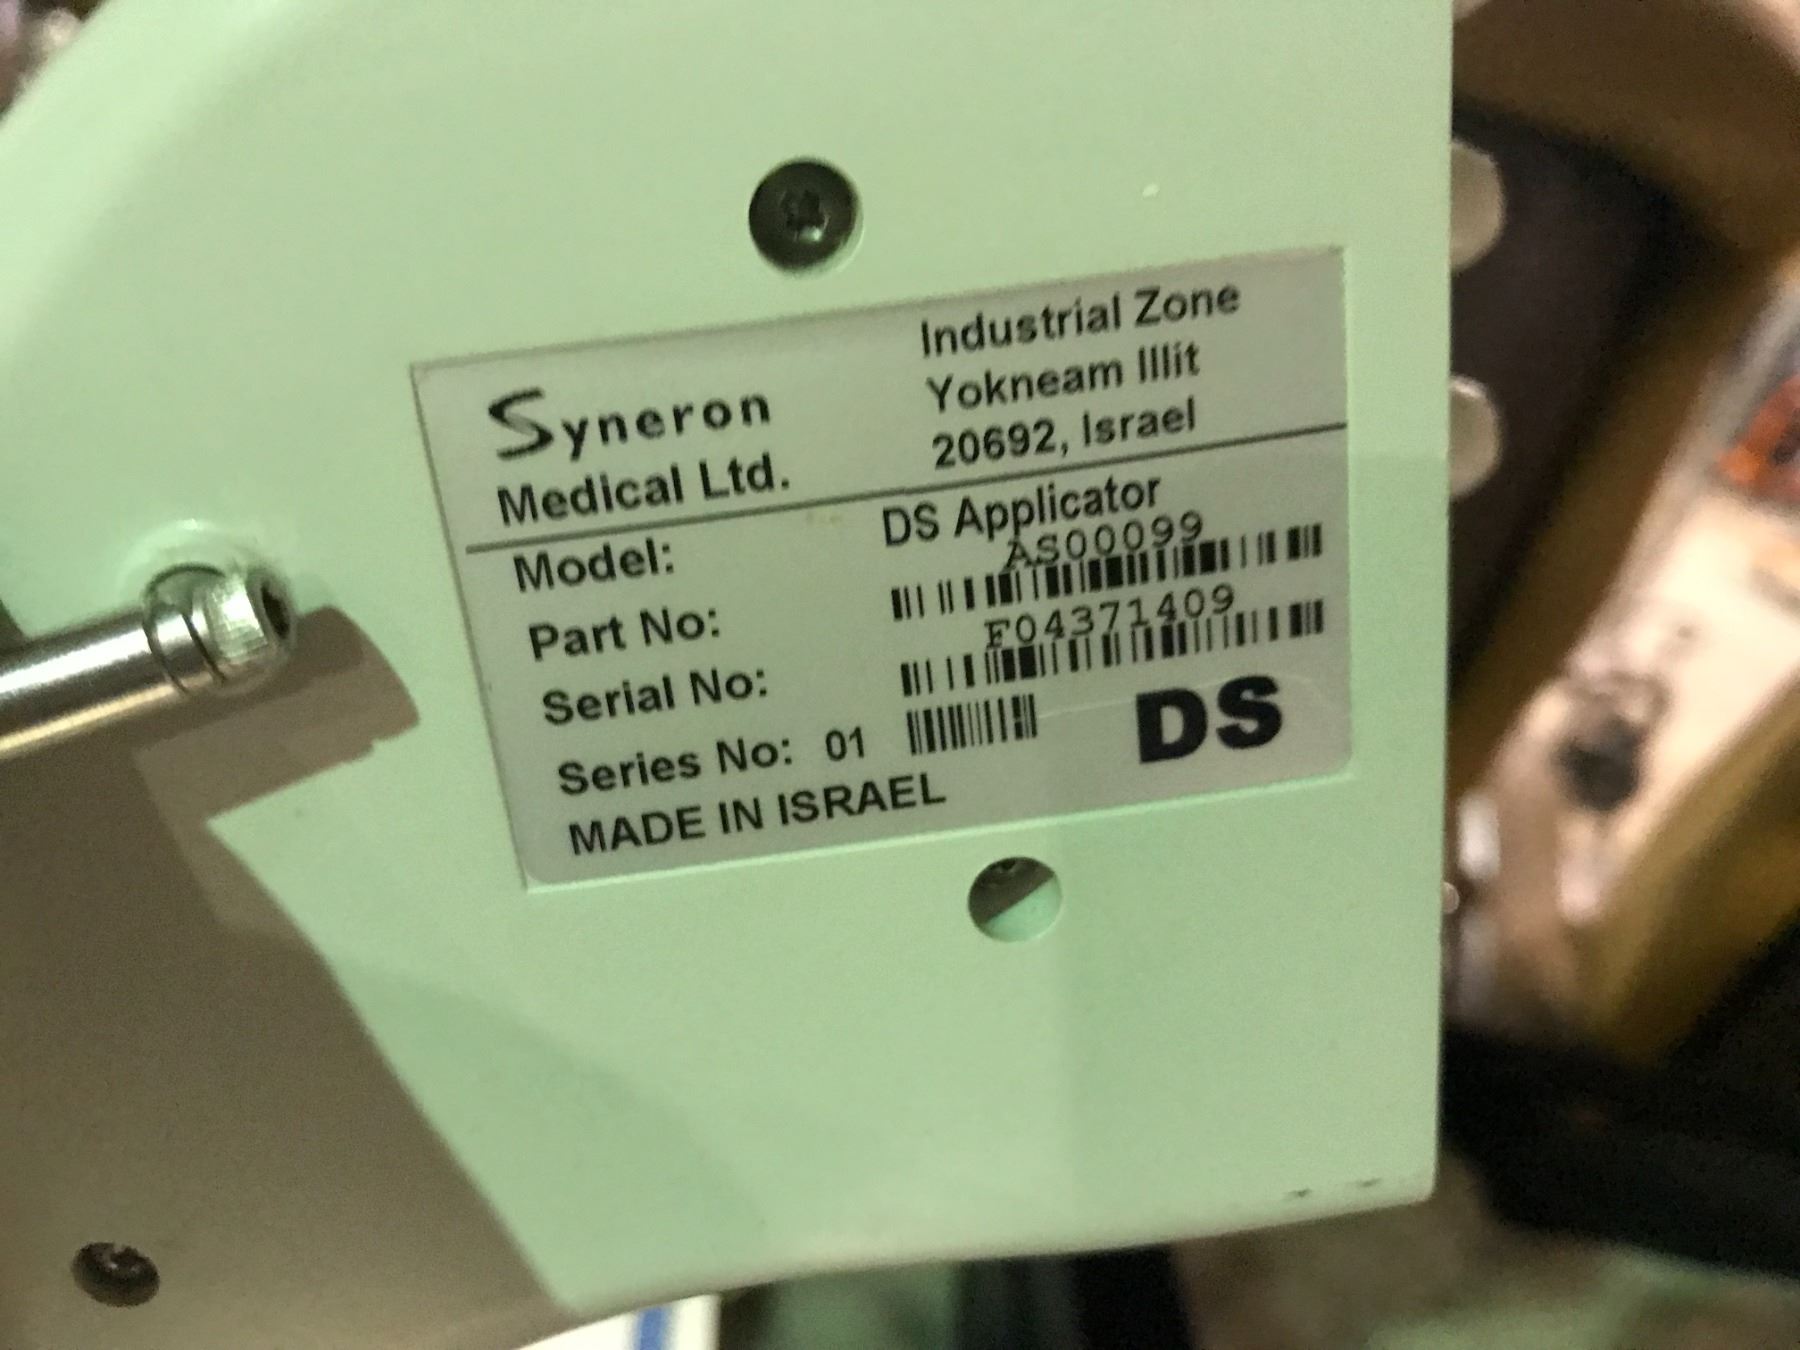 Syneron
Medical Ltd.
Industrial Zone
Yokneam Illit
20692, Israel
Model: DS Applicator
Part No: AS00099
Serial No: F04371409
Series No: 01
DS
MADE IN ISRAEL